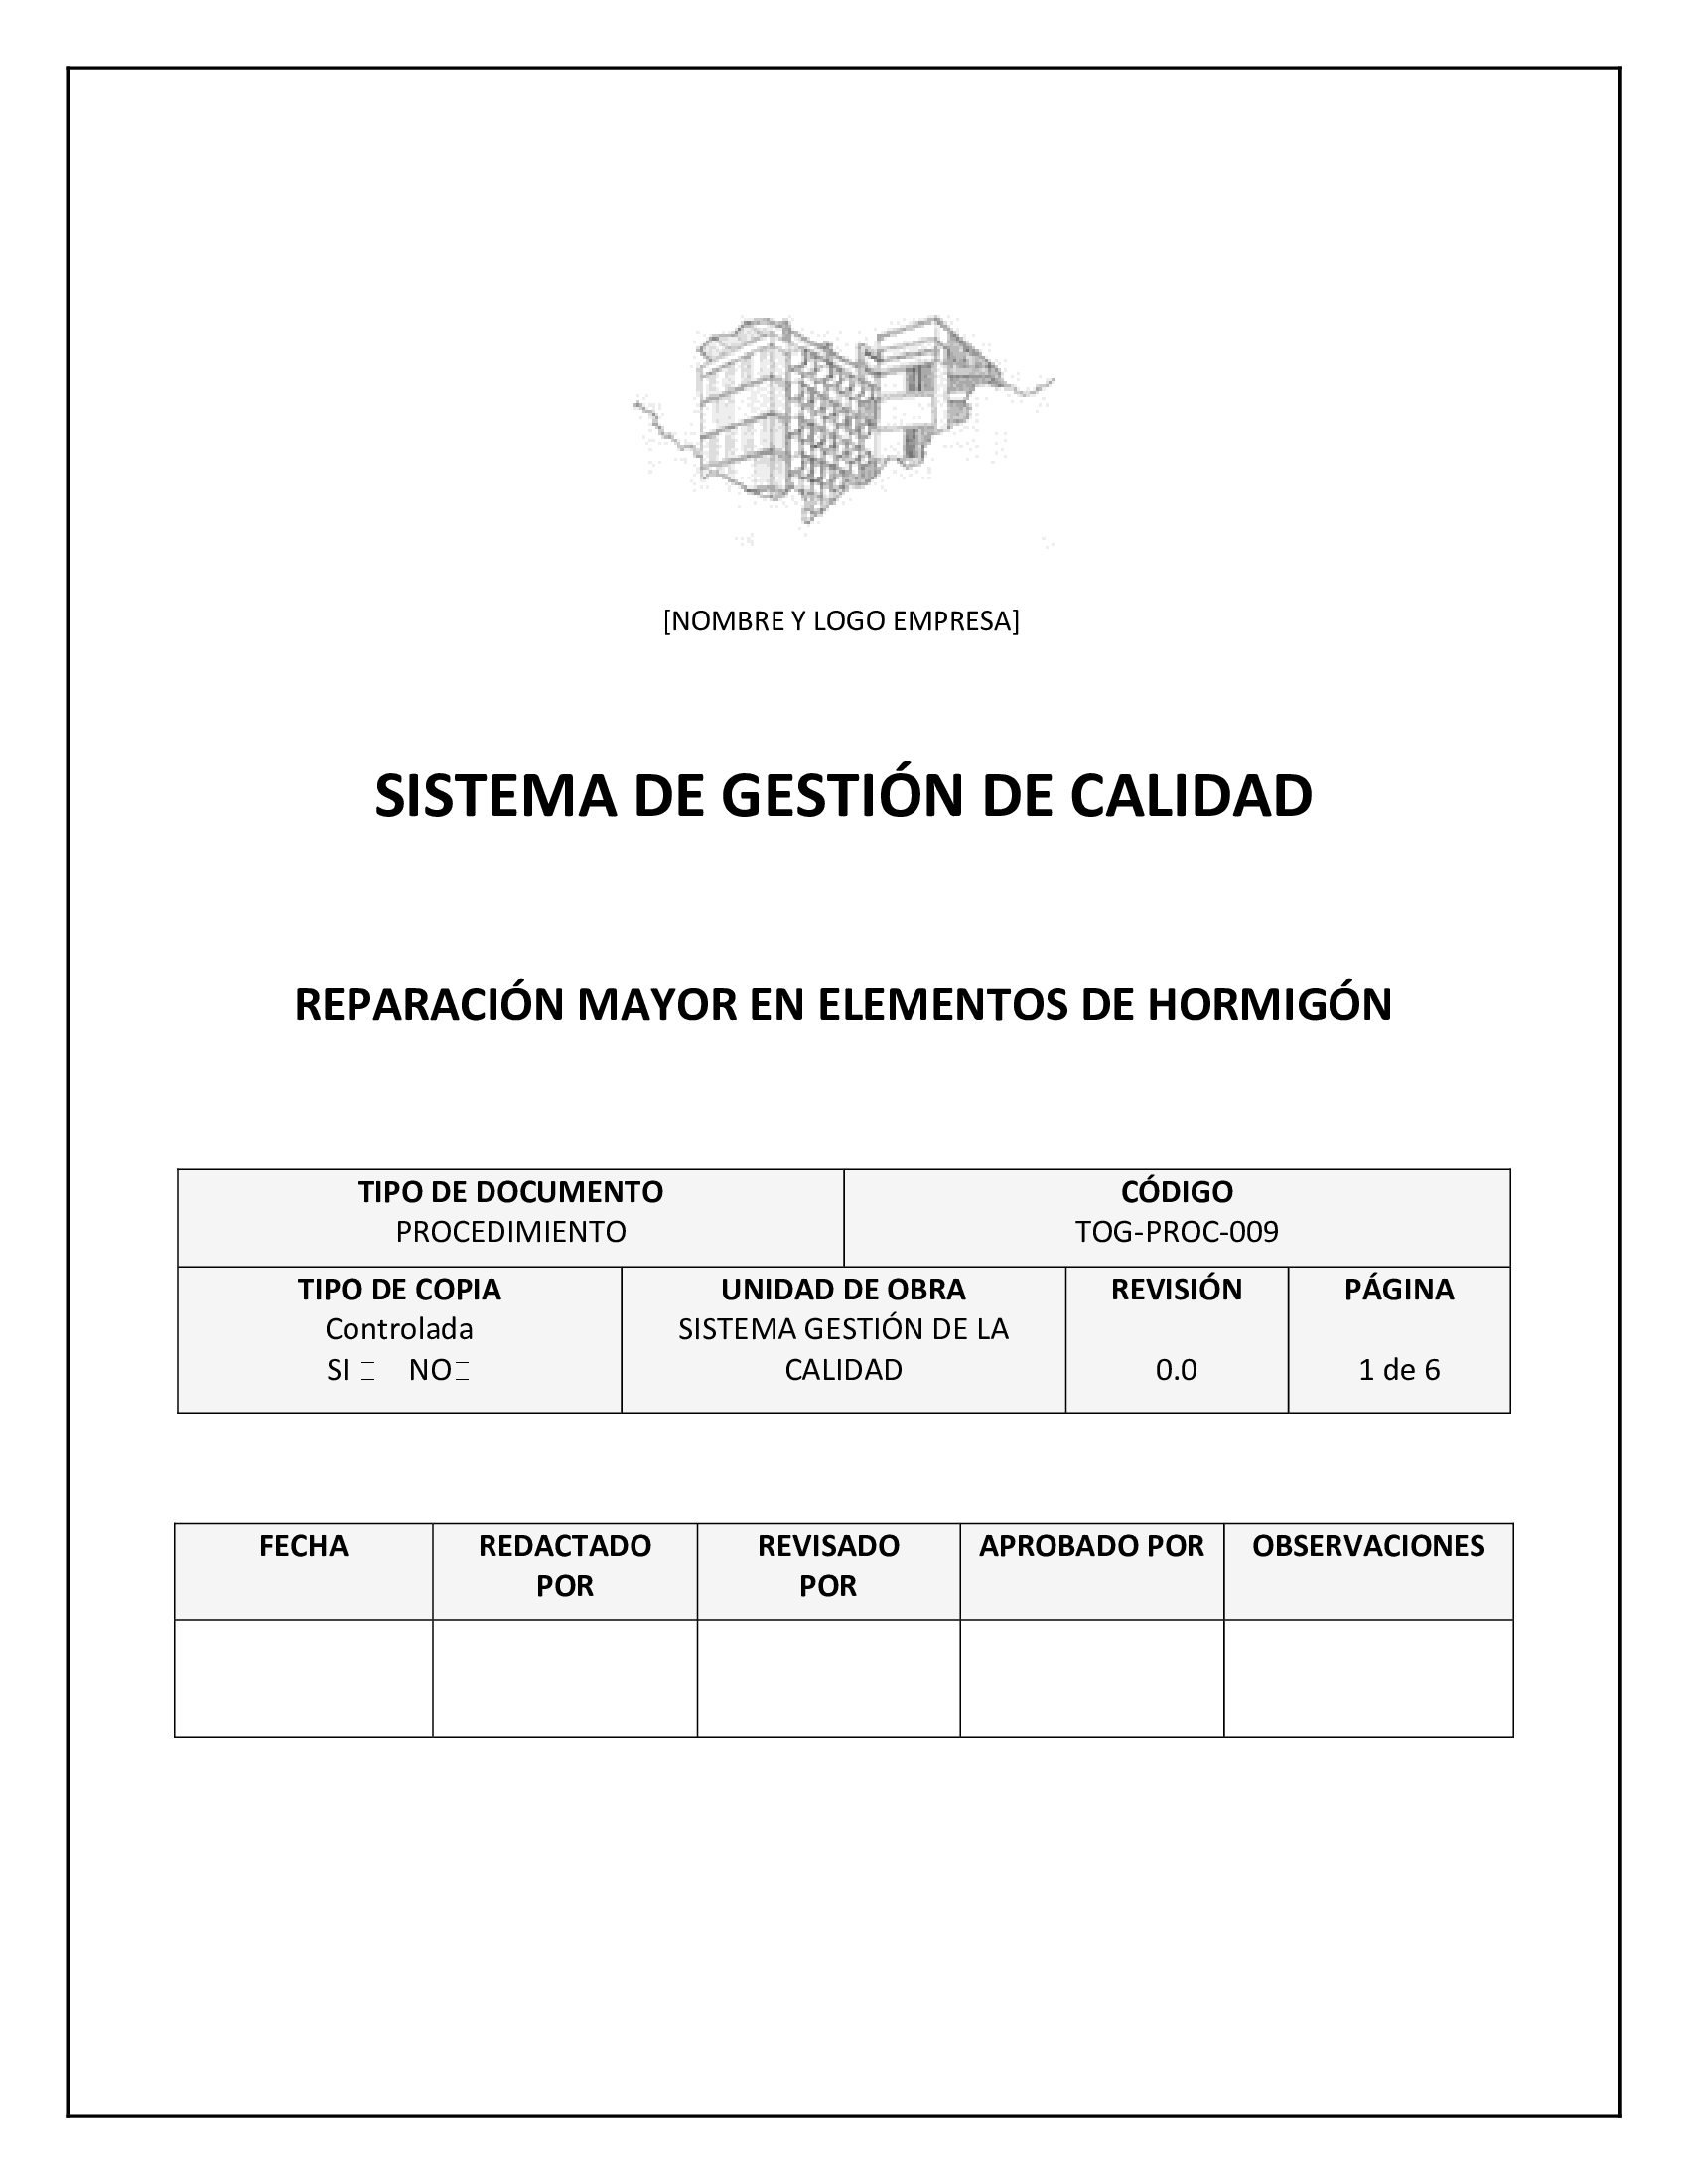 [NOMBRE Y LOGO EMPRESA]
SISTEMA DE GESTIÓN DE CALIDAD
REPARACIÓN MAYOR EN ELEMENTOS DE HORMIGÓN
TIPO DE DOCUMENTO
PROCEDIMIENTO
CÓDIGO
TOG-PROC-009
TIPO DE COPIA
Controlada
SI NO
UNIDAD DE OBRA
SISTEMA GESTIÓN DE LA
CALIDAD
REVISIÓN
0.0
PÁGINA
1 de 6
FECHA
REDACTADO
POR
REVISADO
POR
APROBADO POR
OBSERVACIONES